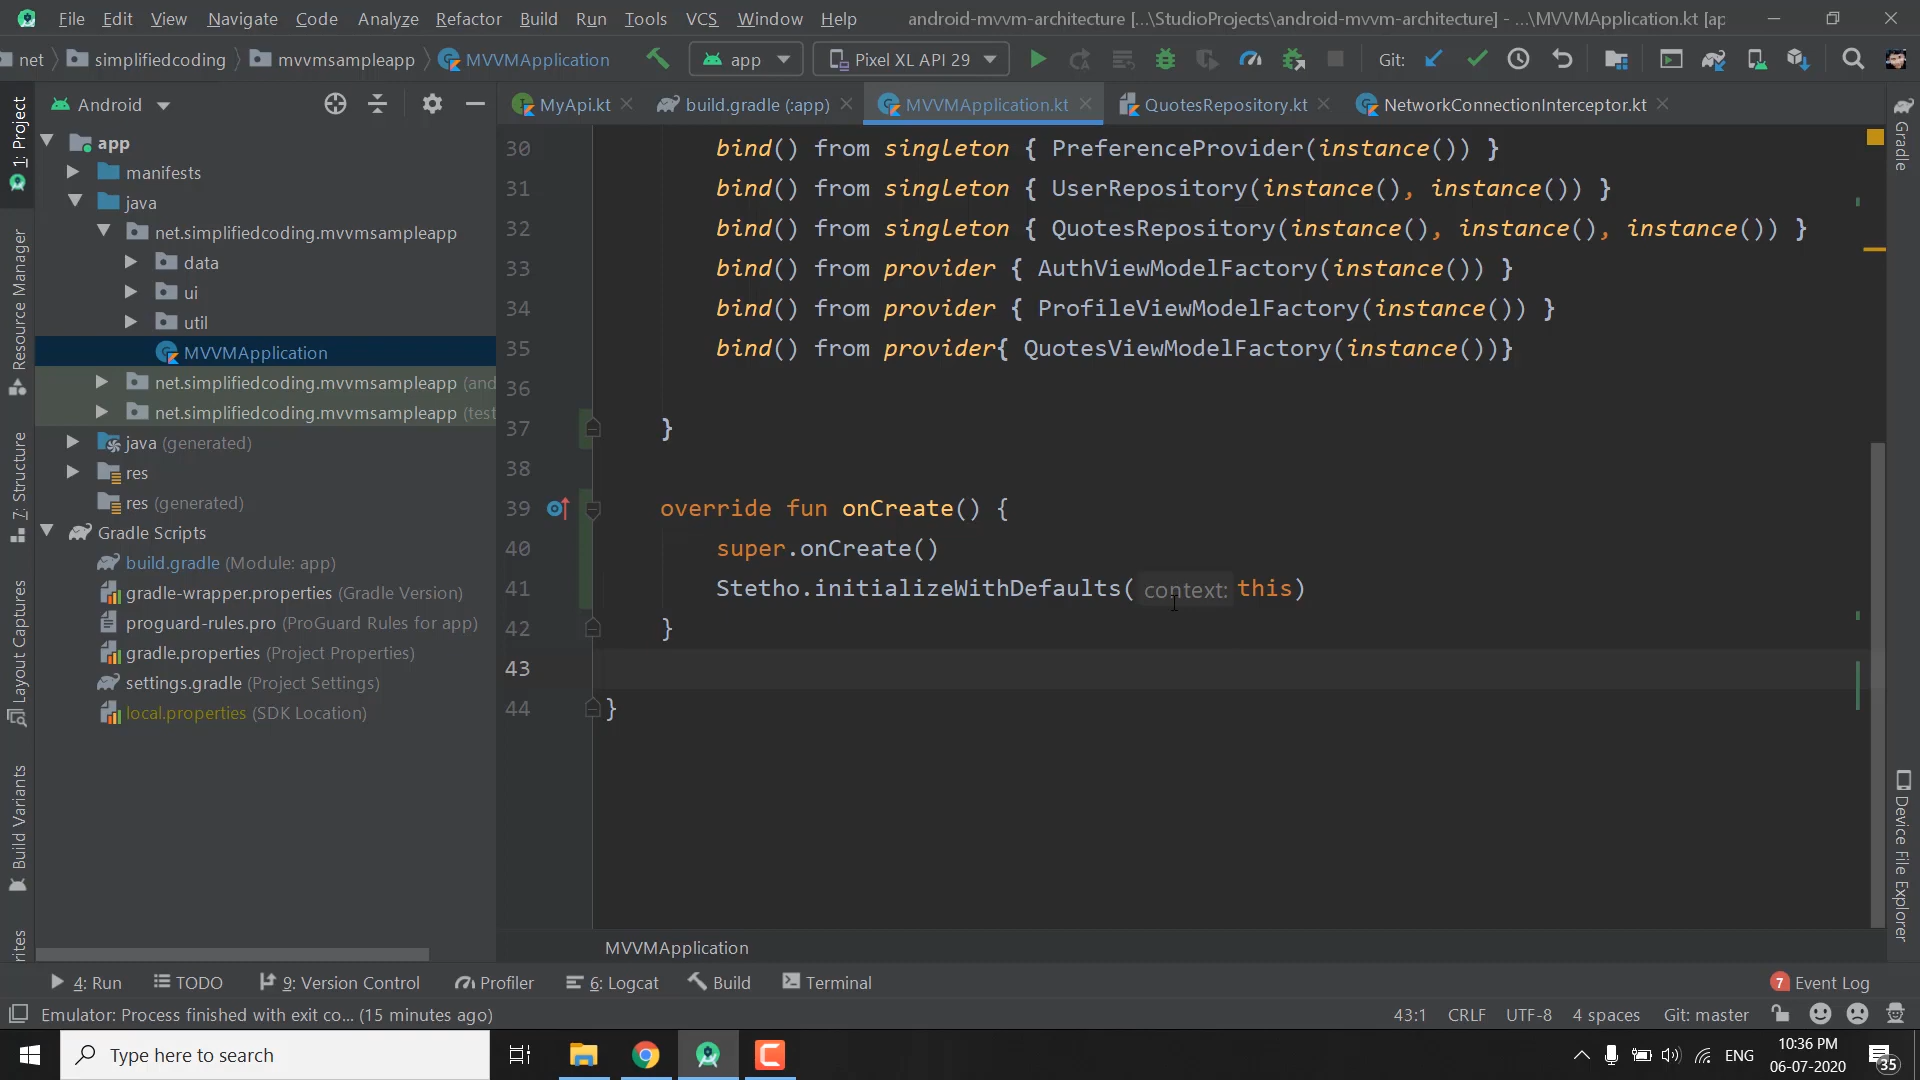 File Edit View Navigate Code Analyze Refactor Build Run Tools VCS Window Help android-mvvm-architecture [...\StudioProjects\android-mvvm-architecture] - ...\MVVMApplication.kt [ap
net simplifiedcoding mvvmsampleapp MVVMApplication app Pixel XL API 29 Git:
Android MyApi.kt build.gradle (:app) MVVMApplication.kt QuotesRepository.kt NetworkConnectionInterceptor.kt
1: Project
Resource Manager
Z: Structure
Layout Captures
Build Variants
rites
app
manifests
java
net.simplifiedcoding.mvvmsampleapp
data
ui
util
MVVMApplication
net.simplifiedcoding.mvvmsampleapp (and
net.simplifiedcoding.mvvmsampleapp (test
java (generated)
res
res (generated)
Gradle Scripts
build.gradle (Module: app)
gradle-wrapper.properties (Gradle Version)
proguard-rules.pro (ProGuard Rules for app)
gradle.properties (Project Properties)
settings.gradle (Project Settings)
local.properties (SDK Location)
30 bind() from singleton { PreferenceProvider(instance()) }
31 bind() from singleton { UserRepository(instance(), instance()) }
32 bind() from singleton { QuotesRepository(instance(), instance(), instance()) }
33 bind() from provider { AuthViewModelFactory(instance()) }
34 bind() from provider { ProfileViewModelFactory(instance()) }
35 bind() from provider{ QuotesViewModelFactory(instance())}
36
37 }
38
39 override fun onCreate() {
40 super.onCreate()
41 Stetho.initializeWithDefaults( context: this)
42 }
43
44 }
Gradle
Device File Explorer
MVVMApplication
4: Run TODO 9: Version Control Profiler 6: Logcat Build Terminal 7 Event Log
Emulator: Process finished with exit co... (15 minutes ago) 43:1 CRLF UTF-8 4 spaces Git: master
Type here to search ENG 10:36 PM
06-07-2020 35